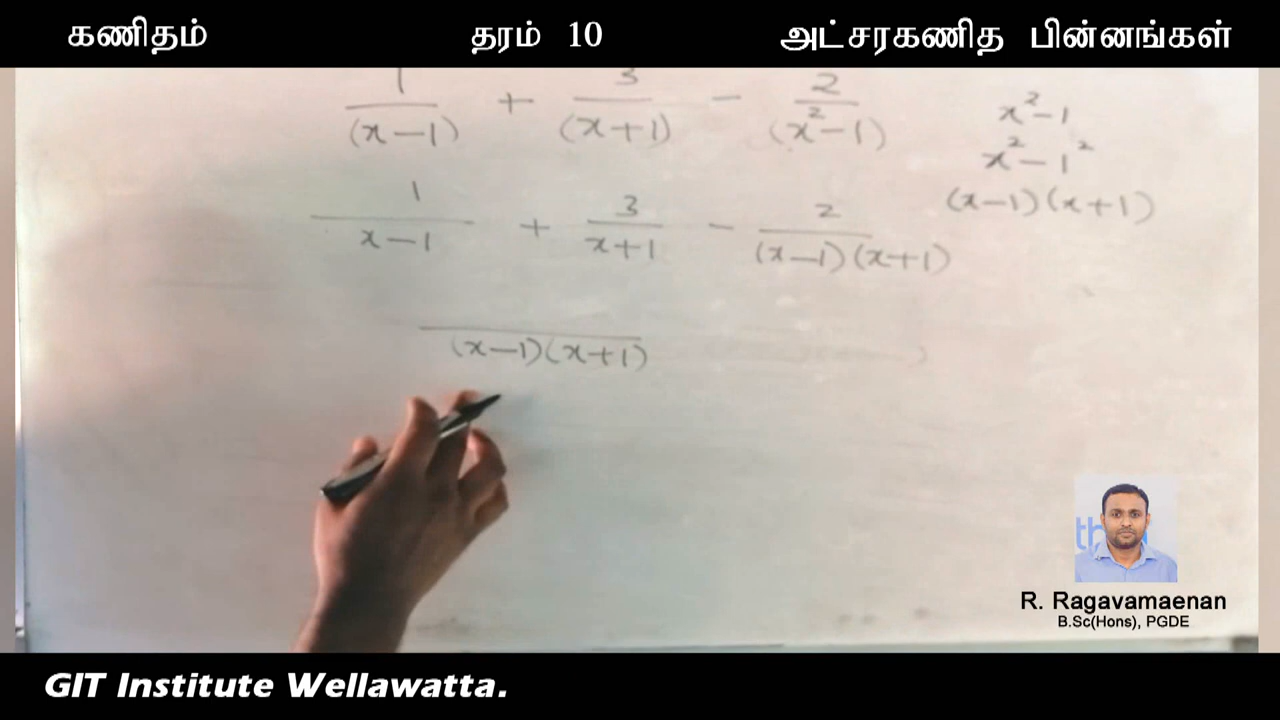 கணிதம் தரம் 10 அட்சரகணித பின்னங்கள்
1/(x-1) + 3/(x+1) - 2/(x²-1)
x²-1
x²-1²
(x-1)(x+1)
1/x-1 + 3/x+1 - 2/(x-1)(x+1)
/(x-1)(x+1)
R. Ragavamaenan
B.Sc(Hons), PGDE
GIT Institute Wellawatta.